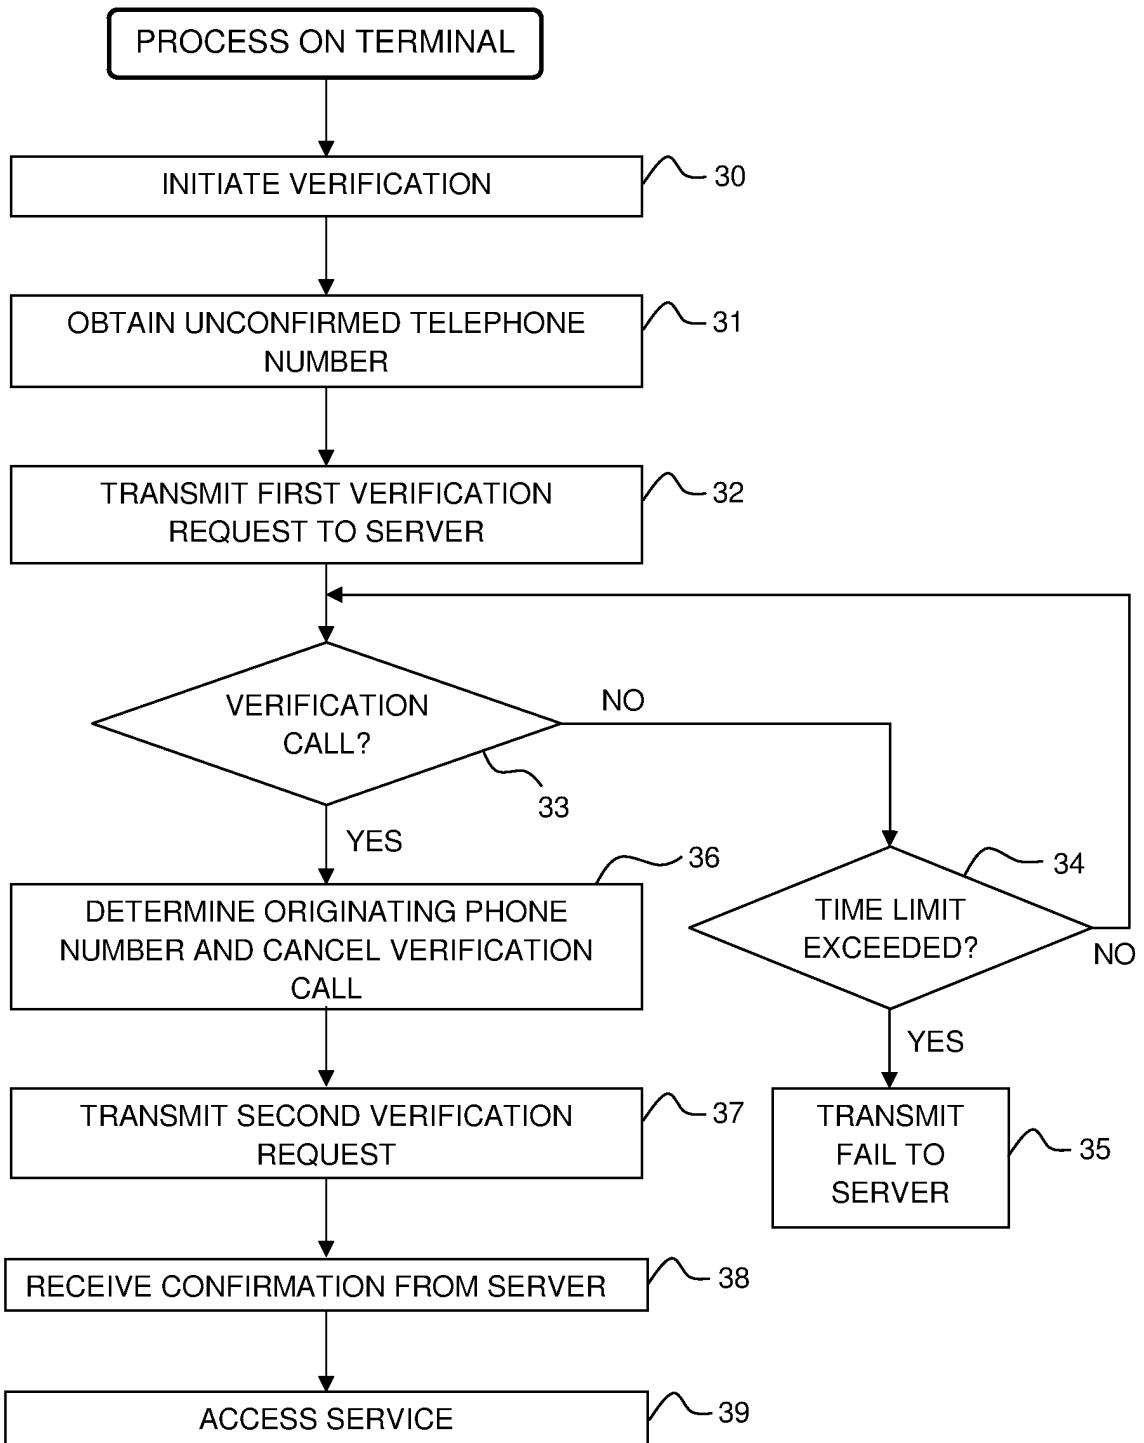 PROCESS ON TERMINAL
INITIATE VERIFICATION
30
OBTAIN UNCONFIRMED TELEPHONE
NUMBER
31
TRANSMIT FIRST VERIFICATION
REQUEST TO SERVER
32
VERIFICATION
CALL?
NO
33
YES
34
TIME LIMIT
EXCEEDED?
NO
YES
TRANSMIT
FAIL TO
SERVER
35
36
DETERMINE ORIGINATING PHONE
NUMBER AND CANCEL VERIFICATION
CALL
TRANSMIT SECOND VERIFICATION
REQUEST
37
RECEIVE CONFIRMATION FROM SERVER
38
ACCESS SERVICE
39